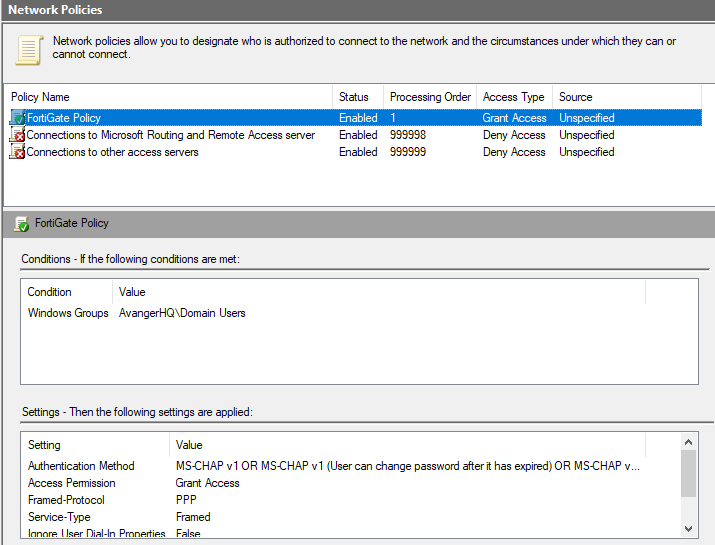 Network Policies
Network policies allow you to designate who is authorized to connect to the network and the circumstances under which they can or
cannot connect.
Policy Name Status Processing Order Access Type Source
FortiGate Policy Enabled 1 Grant Access Unspecified
Connections to Microsoft Routing and Remote Access server Enabled 999998 Deny Access Unspecified
Connections to other access servers Enabled 999999 Deny Access Unspecified
FortiGate Policy
Conditions - If the following conditions are met:
Condition Value
Windows Groups AvangerHQ\Domain Users
Settings - Then the following settings are applied:
Setting Value
Authentication Method MS-CHAP v1 OR MS-CHAP v1 (User can change password after it has expired) OR MS-CHAP v...
Access Permission Grant Access
Framed-Protocol PPP
Service-Type Framed
Ignore User Dial-In Properties False